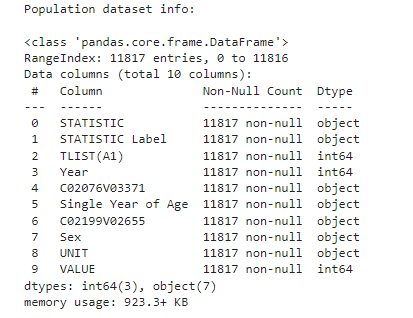 Population dataset info:
<class 'pandas.core.frame.DataFrame'>
RangeIndex: 11817 entries, 0 to 11816
Data columns (total 10 columns):
 #   Column              Non-Null Count  Dtype
---  ------              --------------  -----
 0   STATISTIC           11817 non-null  object
 1   STATISTIC Label     11817 non-null  object
 2   TLIST(A1)           11817 non-null  int64
 3   Year                11817 non-null  int64
 4   C02076V03371        11817 non-null  object
 5   Single Year of Age  11817 non-null  object
 6   C02199V02655        11817 non-null  object
 7   Sex                 11817 non-null  object
 8   UNIT                11817 non-null  object
 9   VALUE               11817 non-null  int64
dtypes: int64(3), object(7)
memory usage: 923.3+ KB